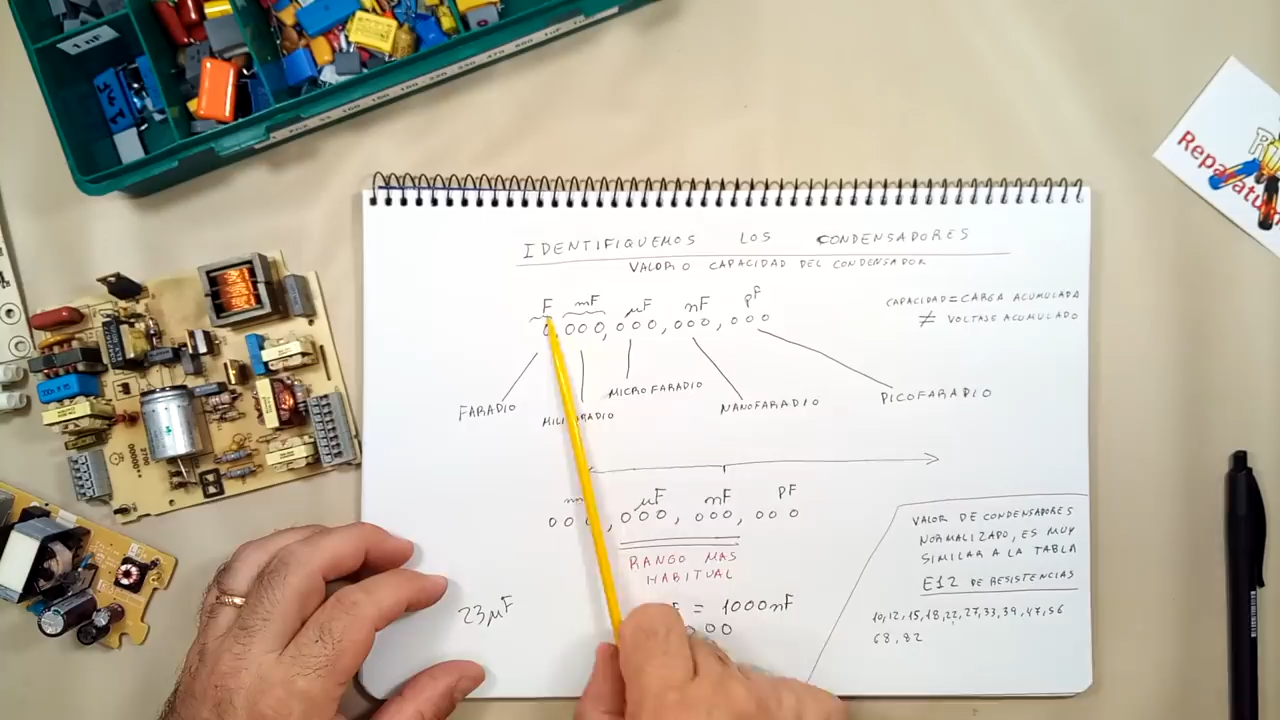 1 nF
IDENTIFIQUEMOS LOS CONDENSADORES
VALOR O CAPACIDAD DEL CONDENSADOR
F mF µF nF pF
0,000,000,000,000
CAPACIDAD = CARGA ACUMULADA
≠ VOLTAJE ACUMULADO
FARADIO
MICROFARADIO
NANOFARADIO
PICOFARADIO
µF nF pF
000,000,000
RANGO MAS
HABITUAL
23µF
F = 1000nF
VALOR DE CONDENSADORES
NORMALIZADO, ES MUY
SIMILAR A LA TABLA
E12 DE RESISTENCIAS
10,12,15,18,22,27,33,39,47,56
68,82